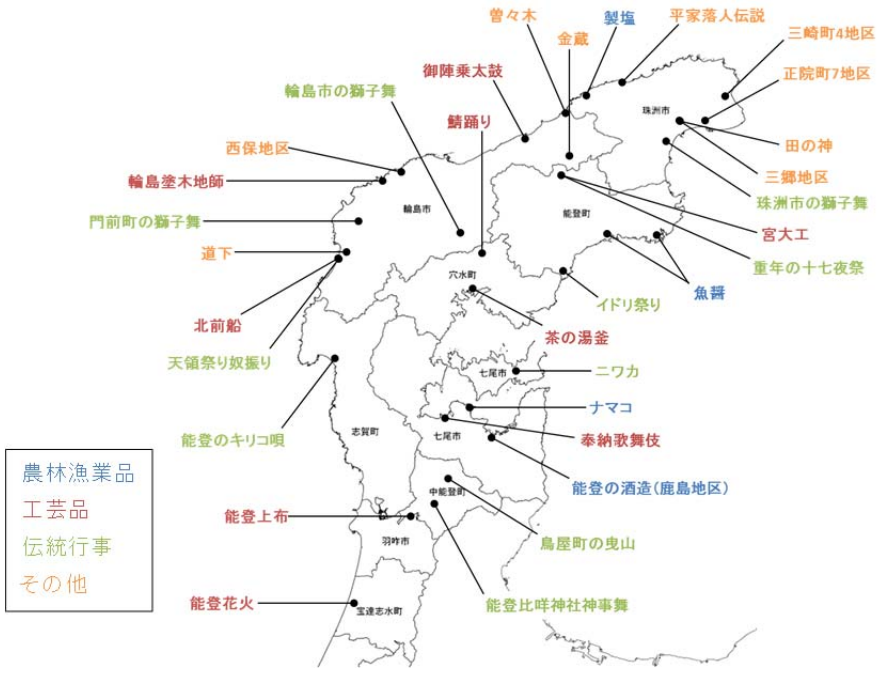 曽々木
製塩
平家落人伝説
金蔵
三崎町4地区
御陣乗太鼓
正院町7地区
輪島市の獅子舞
珠洲市
鯖踊り
田の神
西保地区
三郷地区
輪島塗木地師
珠洲市の獅子舞
輪島市
能登町
門前町の獅子舞
宮大工
道下
重年の十七夜祭
穴水町
魚醤
イドリ祭り
北前船
茶の湯釜
天領祭り奴振り
七尾市
ニワカ
ナマコ
志賀町
七尾市
奉納歌舞伎
能登のキリコ唄
農林漁業品
能登の酒造(鹿島地区)
中能登町
工芸品
能登上布
伝統行事
羽咋市
鳥屋町の曳山
その他
能登花火
宝達志水町
能登比咩神社神事舞